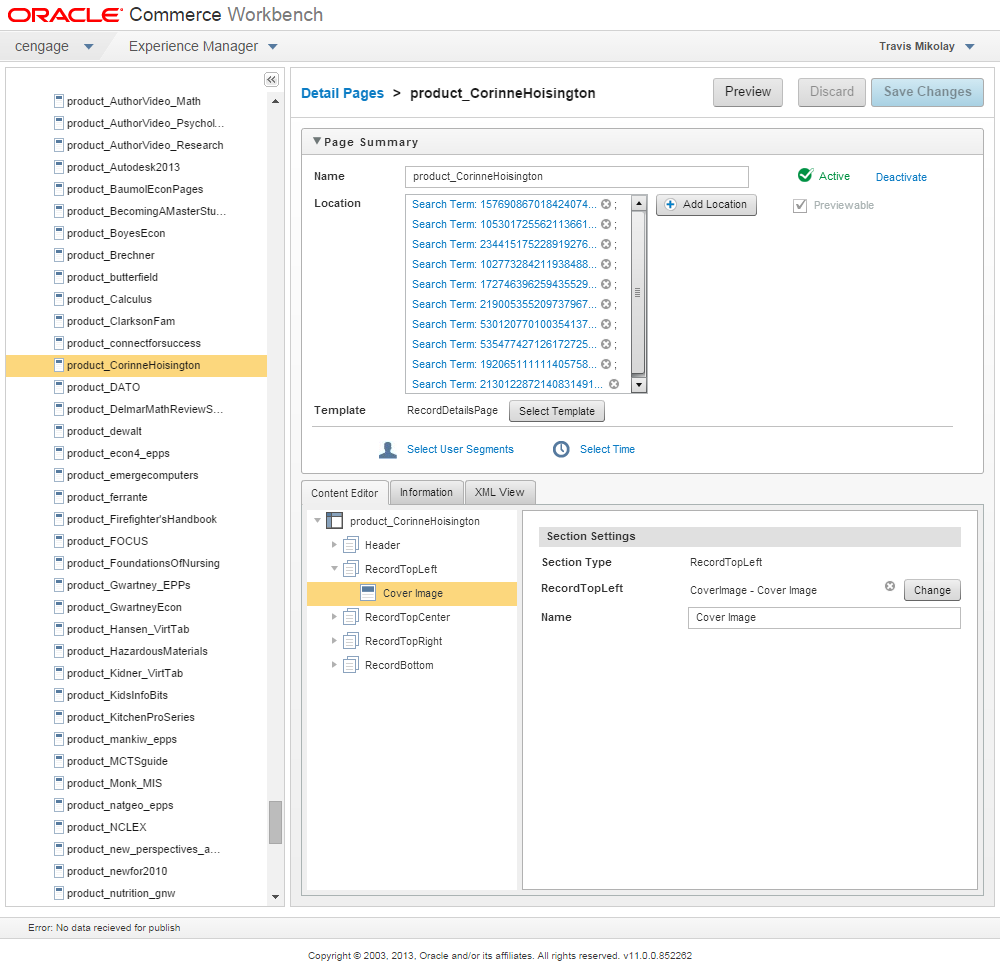 ORACLE Commerce Workbench
cengage Experience Manager Travis Mikolay
product_AuthorVideo_Math
product_AuthorVideo_Psychol...
product_AuthorVideo_Research
product_Autodesk2013
product_BaumolEconPages
product_BecomingAMasterStu...
product_BoyesEcon
product_Brechner
product_butterfield
product_Calculus
product_ClarksonFam
product_connectforsuccess
product_CorinneHoisington
product_DATO
product_DelmarMathReviewS...
product_dewalt
product_econ4_epps
product_emergecomputers
product_ferrante
product_Firefighter'sHandbook
product_FOCUS
product_FoundationsOfNursing
product_Gwartney_EPPs
product_GwartneyEcon
product_Hansen_VirtTab
product_HazardousMaterials
product_Kidner_VirtTab
product_KidsInfoBits
product_KitchenProSeries
product_mankiw_epps
product_MCTSguide
product_Monk_MIS
product_natgeo_epps
product_NCLEX
product_new_perspectives_a...
product_newfor2010
product_nutrition_gnw
Detail Pages > product_CorinneHoisington Preview Discard Save Changes
Page Summary
Name product_CorinneHoisington Active Deactivate
Location Search Term: 157690867018424074... ; Add Location Previewable
Search Term: 105301725562113661... ;
Search Term: 234415175228919276... ;
Search Term: 102773284211938488... ;
Search Term: 172746396259435529... ;
Search Term: 219005355209737967... ;
Search Term: 530120770100354137... ;
Search Term: 535477427126172725... ;
Search Term: 192065111111405758... ;
Search Term: 2130122872140831491...
Template RecordDetailsPage Select Template
Select User Segments Select Time
Content Editor Information XML View
product_CorinneHoisington
Header
RecordTopLeft
Cover Image
RecordTopCenter
RecordTopRight
RecordBottom
Section Settings
Section Type RecordTopLeft
RecordTopLeft CoverImage - Cover Image Change
Name Cover Image
Error: No data recieved for publish
Copyright © 2003, 2013, Oracle and/or its affiliates. All rights reserved. v11.0.0.852262